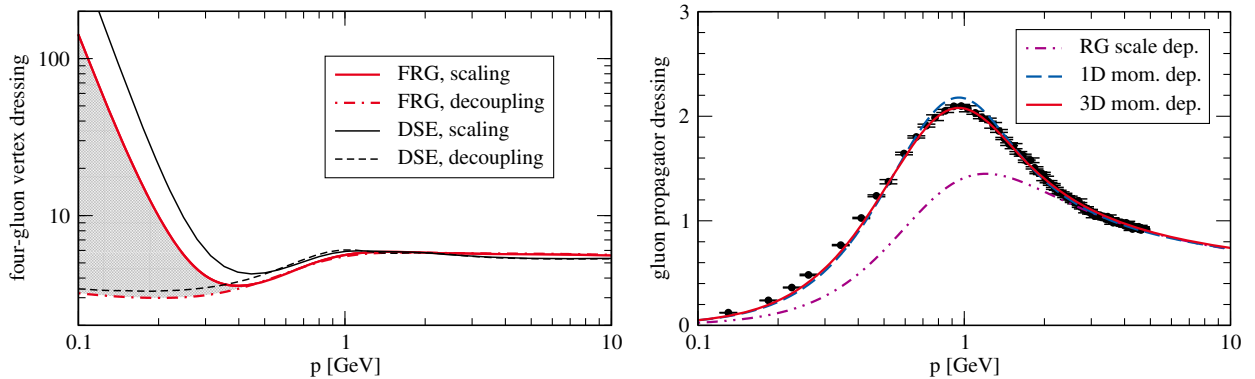 four-gluon vertex dressing
100
10
FRG, scaling
FRG, decoupling
DSE, scaling
DSE, decoupling
0.1
1
10
p [GeV]
gluon propagator dressing
3
2
1
0
RG scale dep.
1D mom. dep.
3D mom. dep.
0.1
1
10
p [GeV]